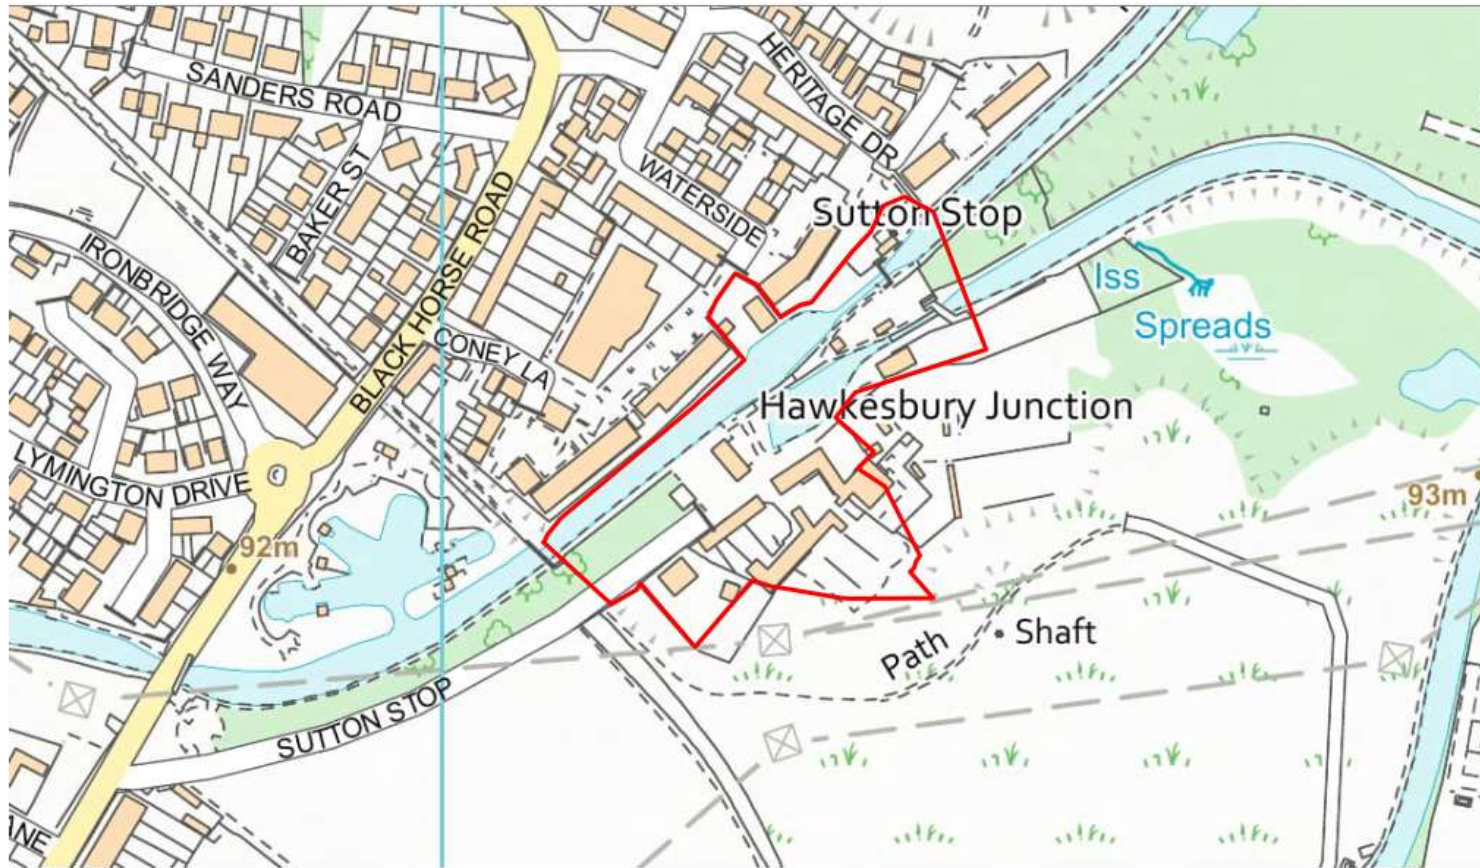 SANDERS ROAD
HERITAGE DR
BAKER ST
WATERSIDE
Sutton Stop
IRONBRIDGE WAY
BLACK HORSE ROAD
Iss
Spreads
CONEY LA
Hawkesbury Junction
LYMINGTON DRIVE
93m
92m
Path
Shaft
SUTTON STOP
ANE